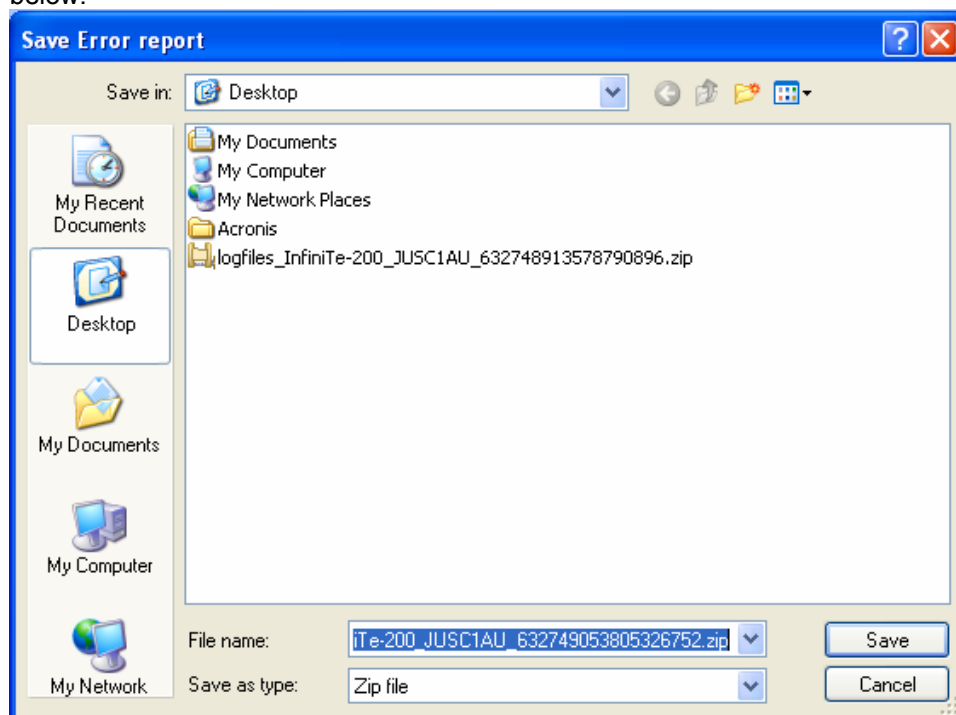 below:
Save Error report
Save in:
Desktop
My Documents
My Computer
My Network Places
Acronis
logfiles_InfiniTe-200_JUSC1AU_632748913578790896.zip
My Recent
Documents
Desktop
My Documents
My Computer
My Network
File name:
iTe-200_JUSC1AU_632749053805326752.zip
Save
Save as type:
Zip file
Cancel